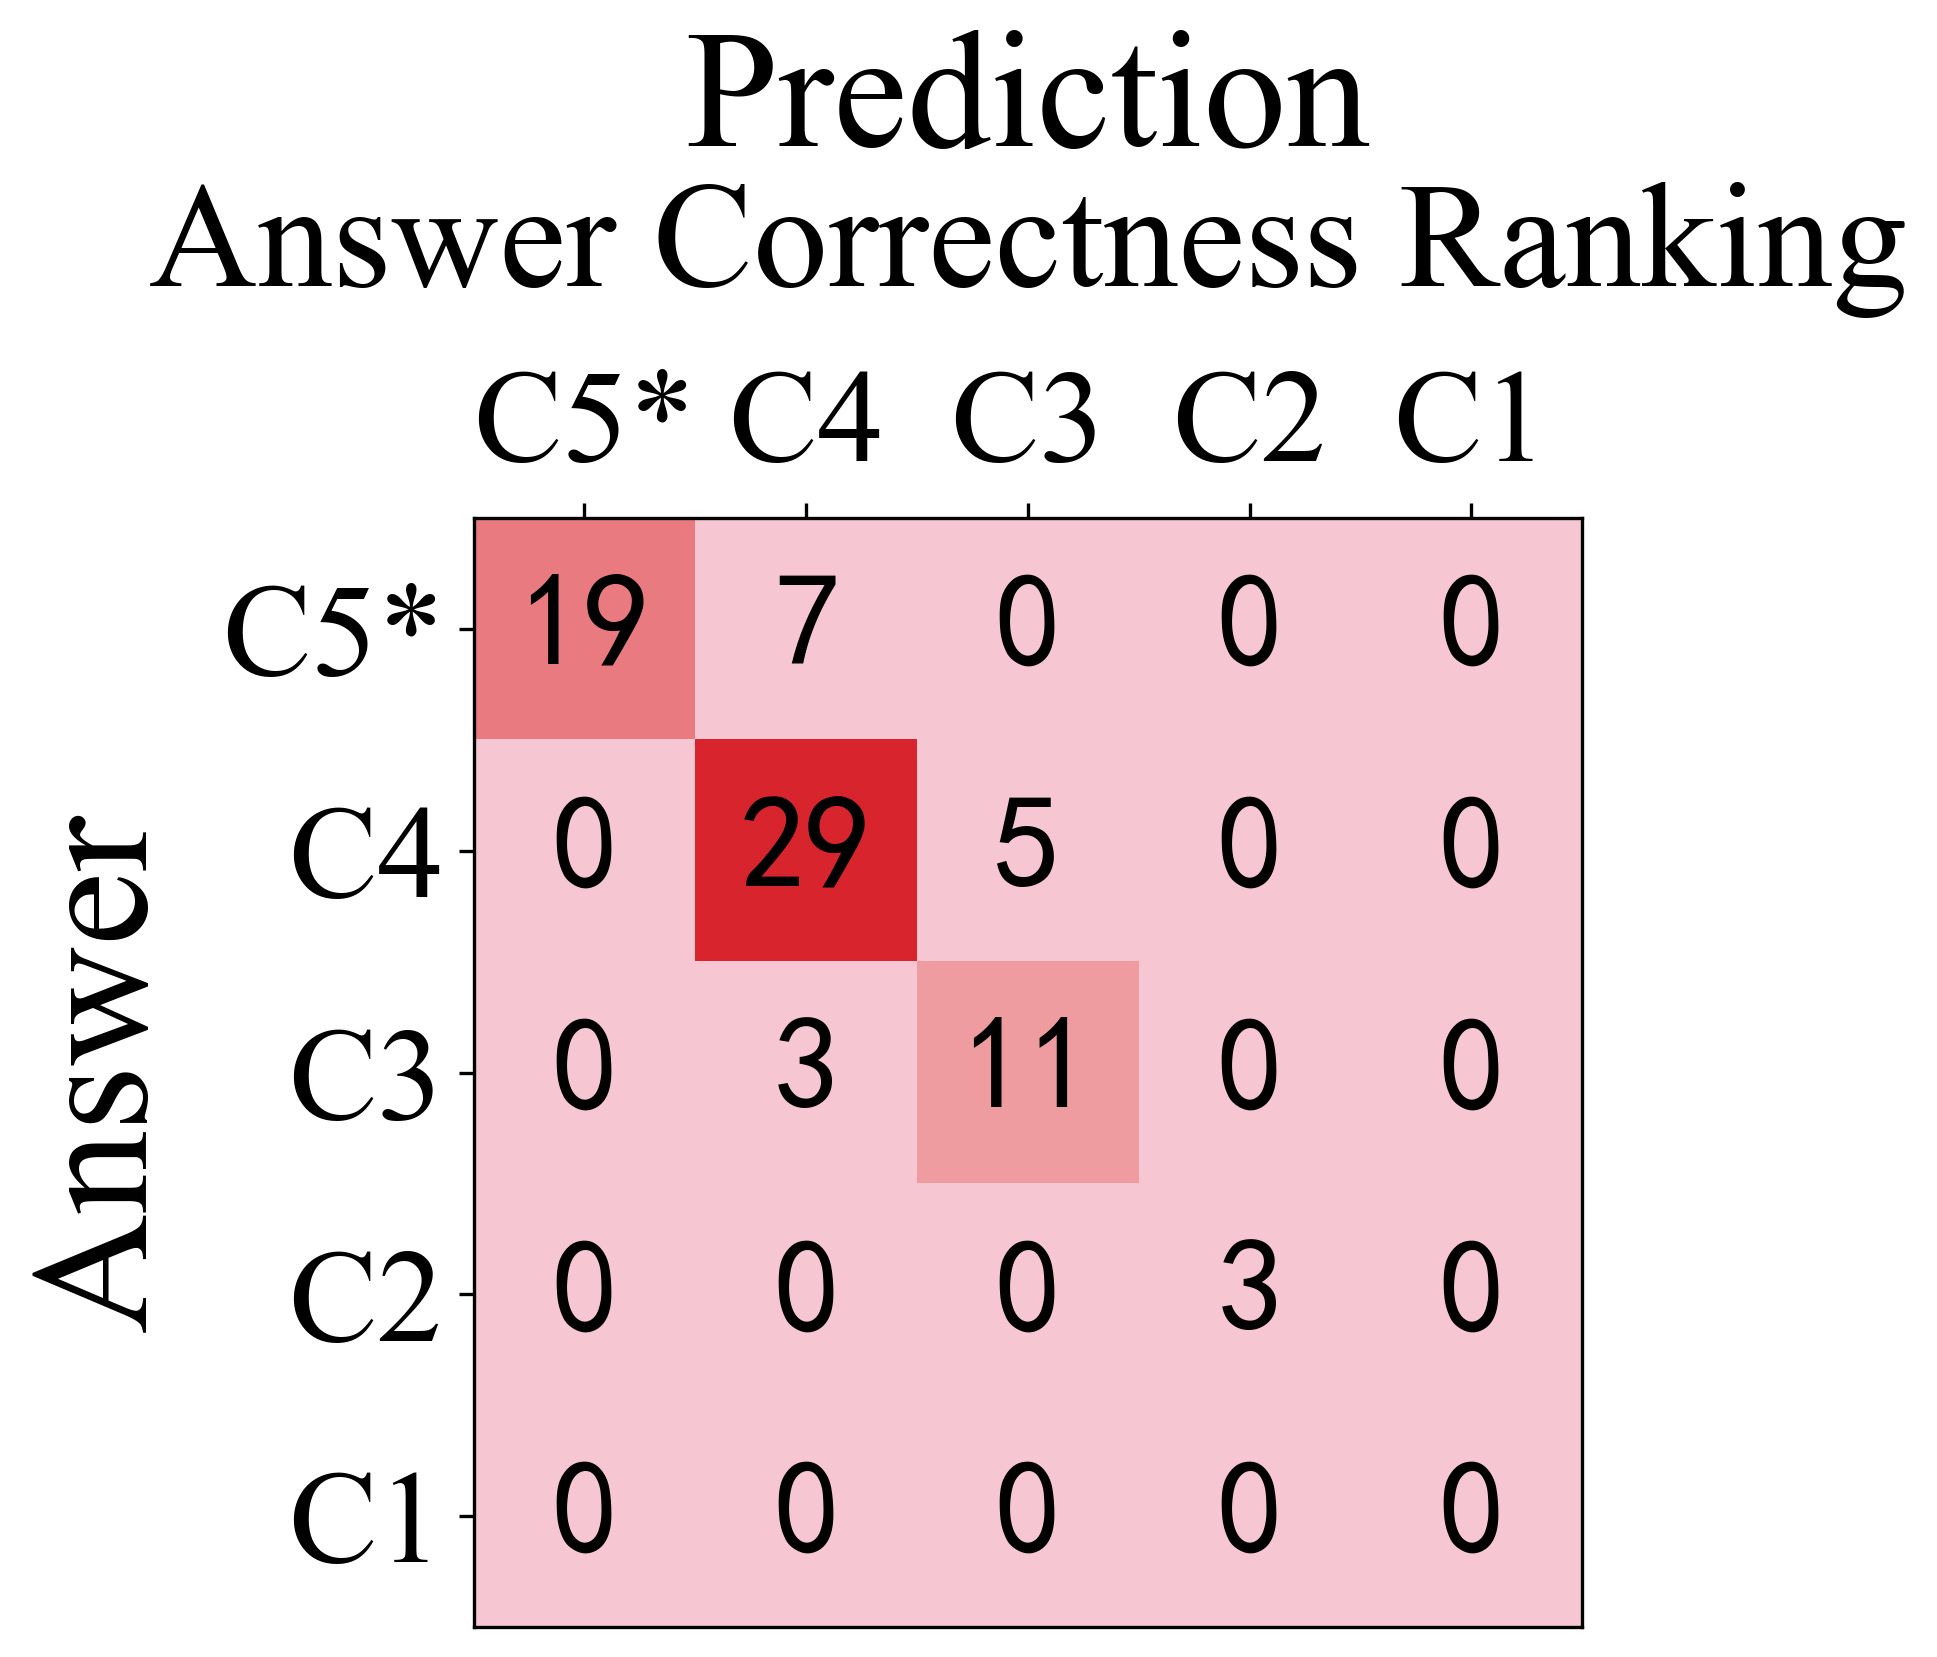 Prediction
Answer Correctness Ranking
C5* C4 C3 C2 C1
Answer
C5* 19 7 0 0 0
C4 0 29 5 0 0
C3 0 3 11 0 0
C2 0 0 0 3 0
C1 0 0 0 0 0